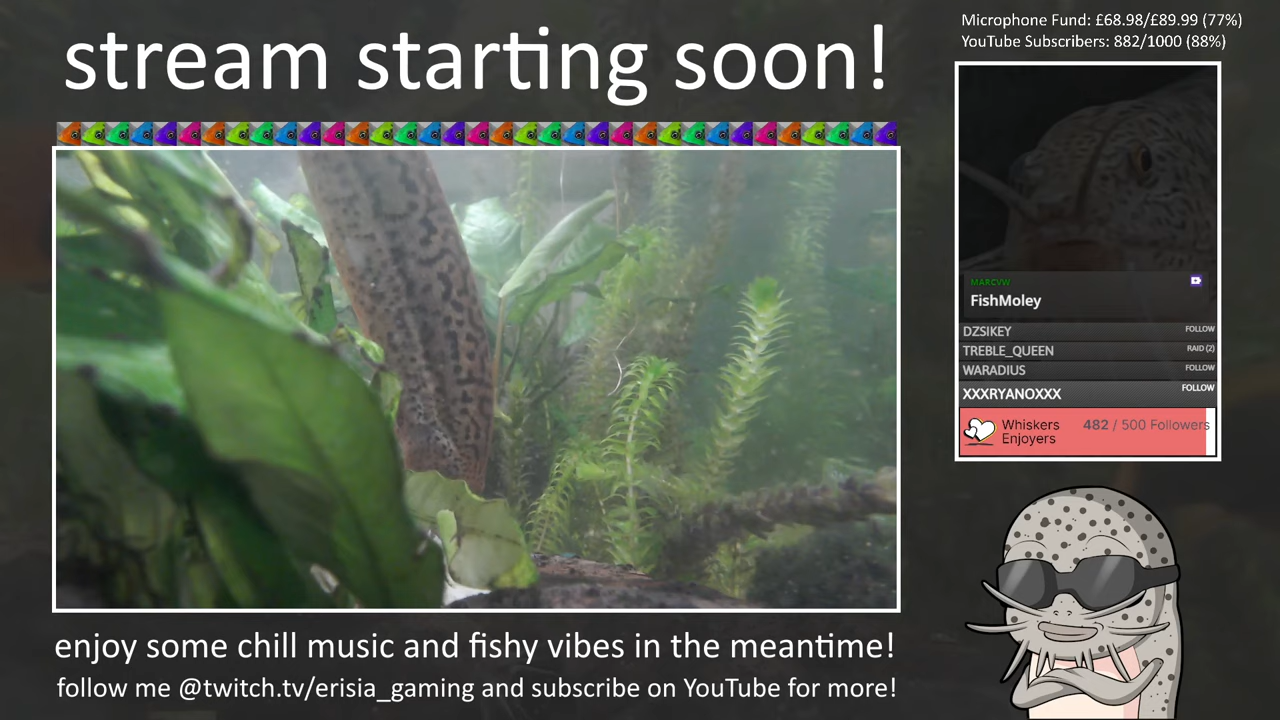 stream starting soon!
Microphone Fund: £68.98/£89.99 (77%)
YouTube Subscribers: 882/1000 (88%)
MARCVW
FishMoley
DZSIKEY FOLLOW
TREBLE_QUEEN RAID (2)
WARADIUS FOLLOW
XXXRYANOXXX FOLLOW
Whiskers Enjoyers 482 / 500 Followers
enjoy some chill music and fishy vibes in the meantime!
follow me @twitch.tv/erisia_gaming and subscribe on YouTube for more!